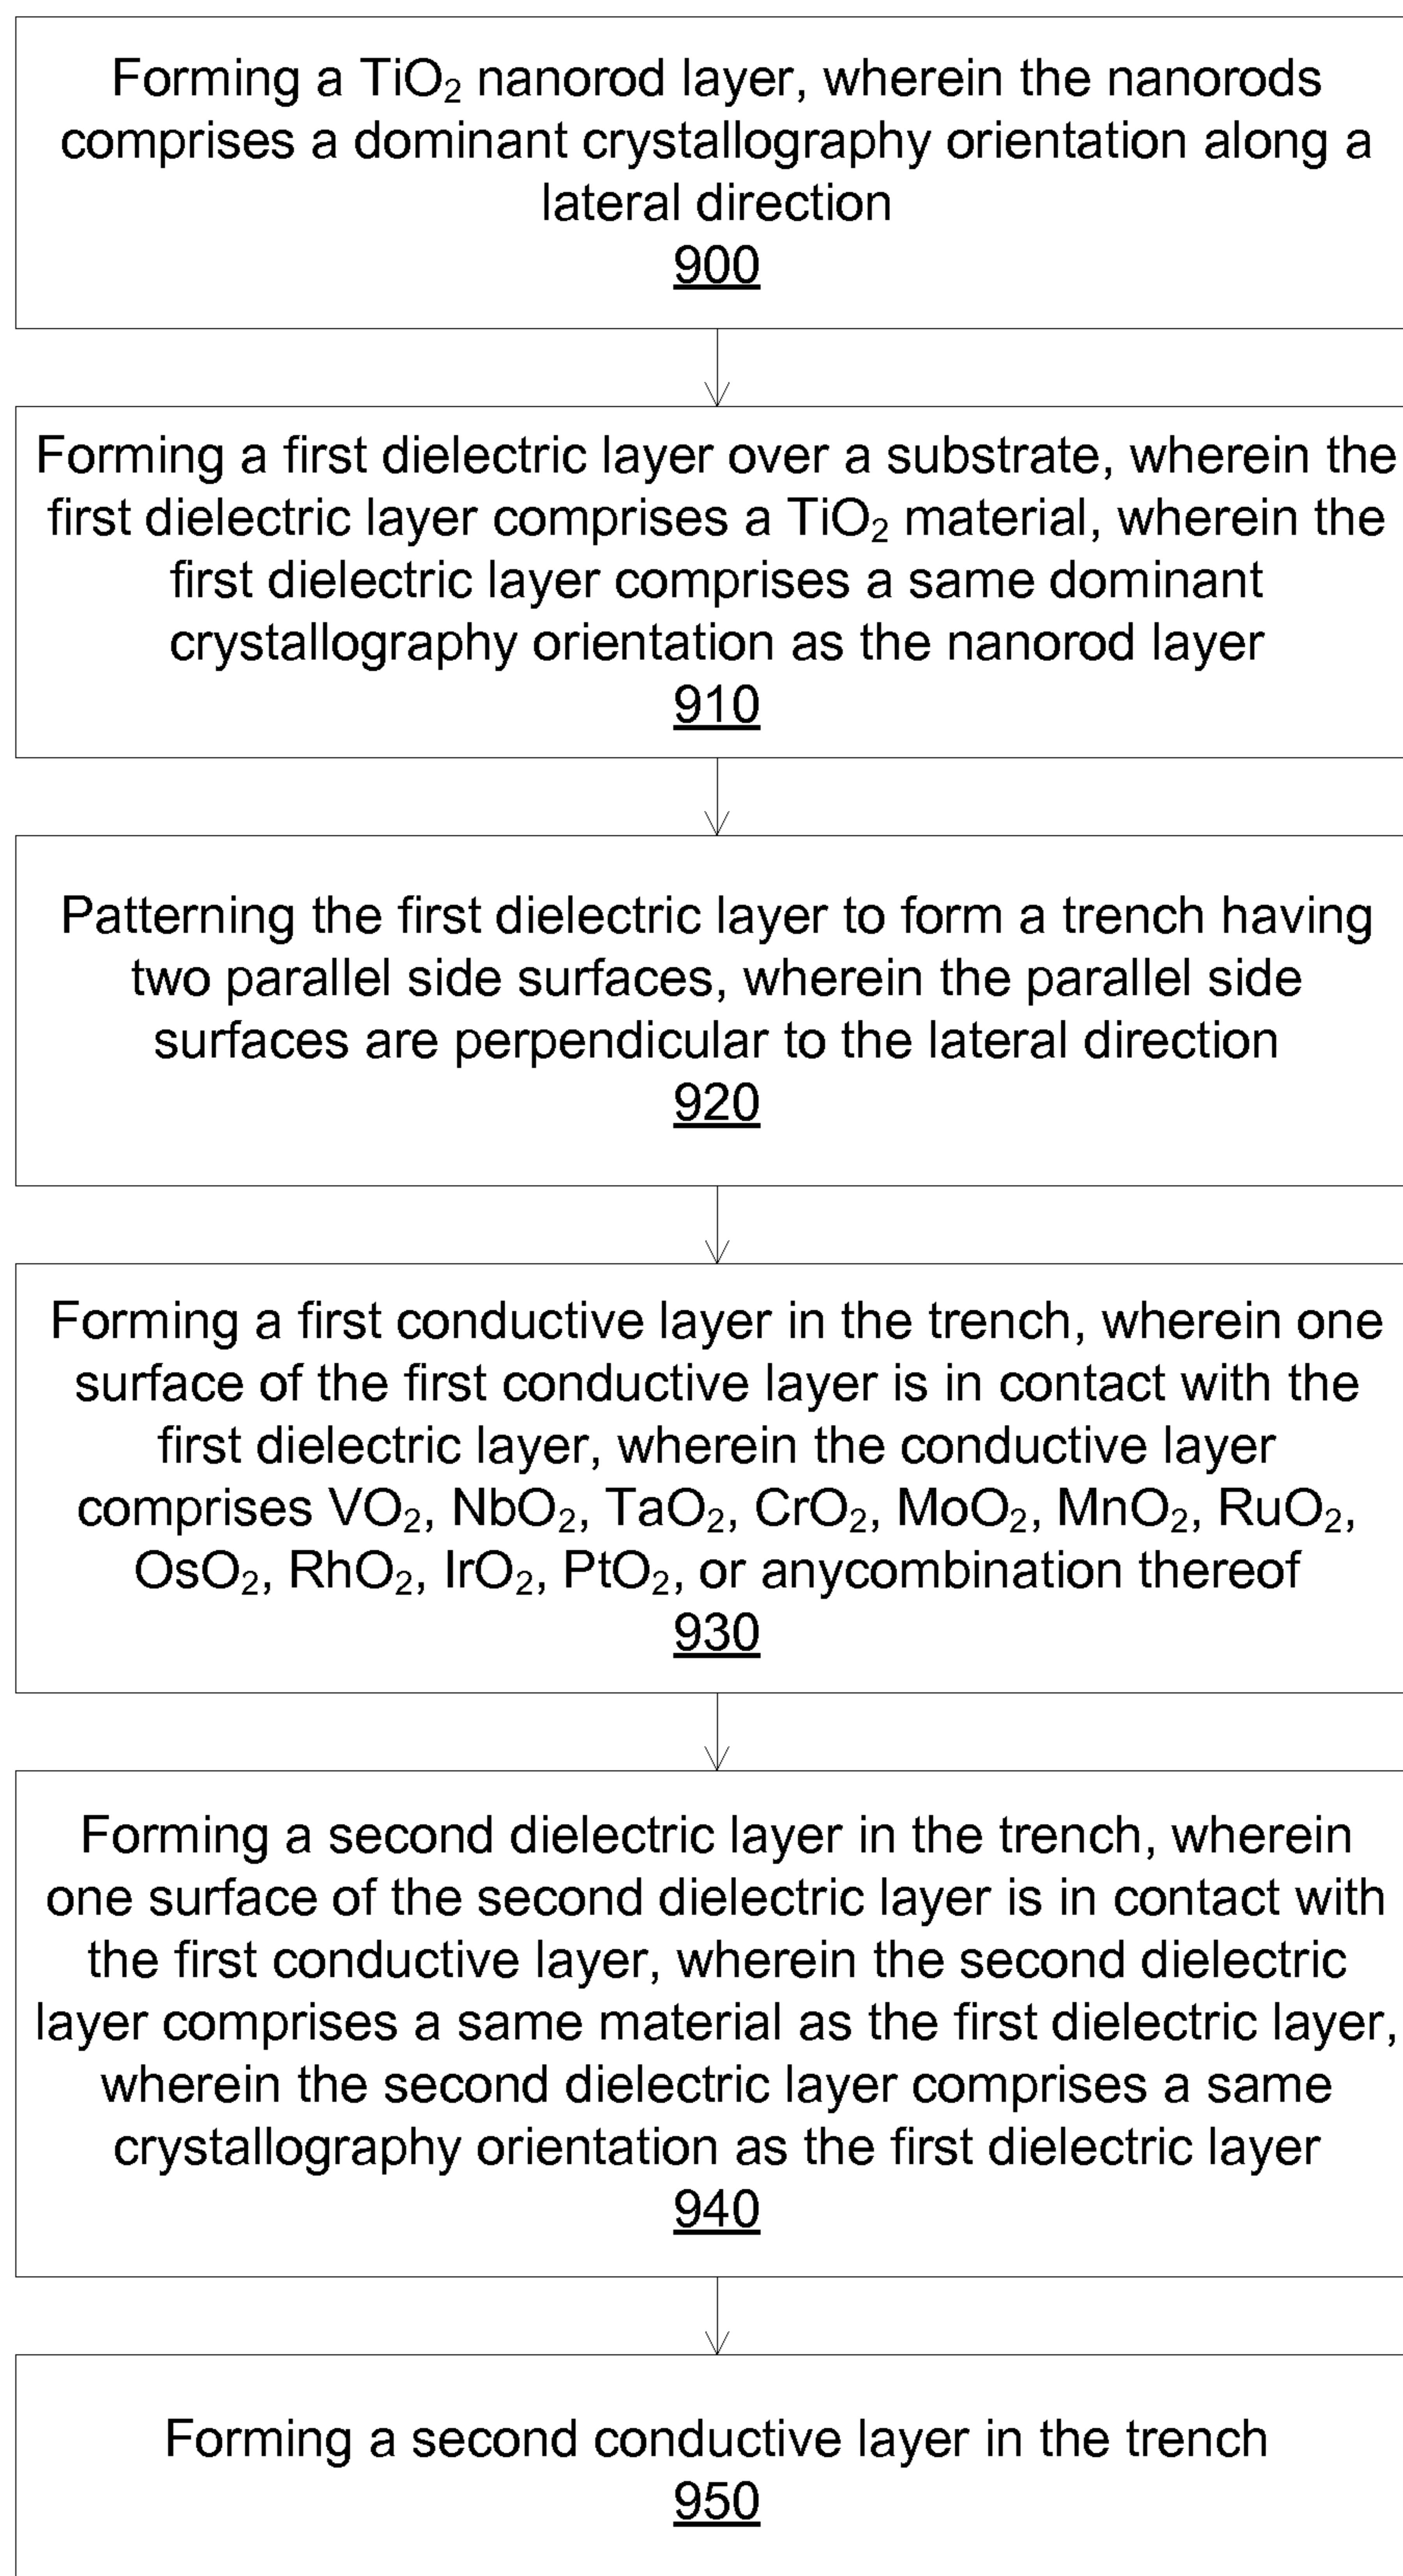 Forming a TiO₂ nanorod layer, wherein the nanorods
comprises a dominant crystallography orientation along a
lateral direction
900
Forming a first dielectric layer over a substrate, wherein the
first dielectric layer comprises a TiO₂ material, wherein the
first dielectric layer comprises a same dominant
crystallography orientation as the nanorod layer
910
Patterning the first dielectric layer to form a trench having
two parallel side surfaces, wherein the parallel side
surfaces are perpendicular to the lateral direction
920
Forming a first conductive layer in the trench, wherein one
surface of the first conductive layer is in contact with the
first dielectric layer, wherein the conductive layer
comprises VO₂, NbO₂, TaO₂, CrO₂, MoO₂, MnO₂, RuO₂,
OsO₂, RhO₂, IrO₂, PtO₂, or anycombination thereof
930
Forming a second dielectric layer in the trench, wherein
one surface of the second dielectric layer is in contact with
the first conductive layer, wherein the second dielectric
layer comprises a same material as the first dielectric layer,
wherein the second dielectric layer comprises a same
crystallography orientation as the first dielectric layer
940
Forming a second conductive layer in the trench
950